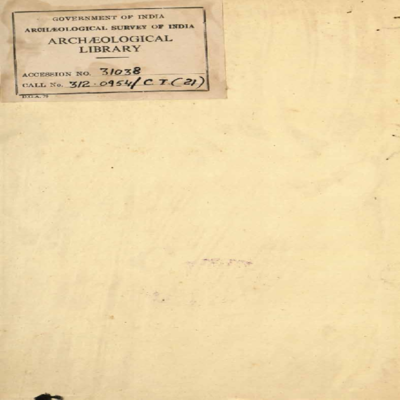 GOVERNMENT OF INDIA
ARCHÆOLOGICAL SURVEY OF INDIA
ARCHÆOLOGICAL
LIBRARY
ACCESSION NO. 31038
CALL No. 312.0954/C.T.(21)